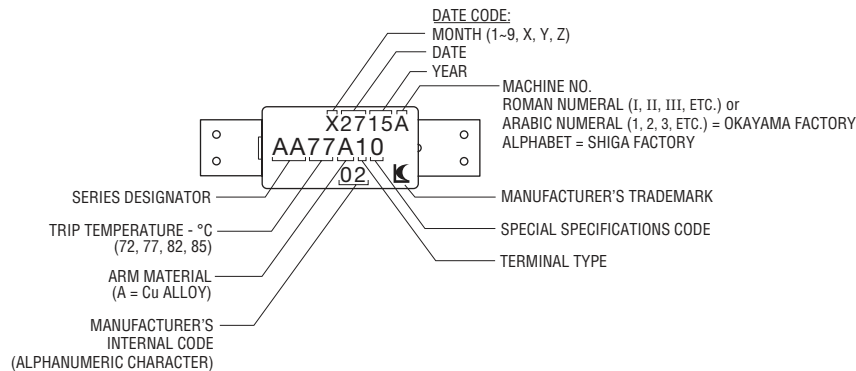 DATE CODE:
MONTH (1~9, X, Y, Z)
DATE
YEAR
MACHINE NO.
ROMAN NUMERAL (I, II, III, ETC.) or
ARABIC NUMERAL (1, 2, 3, ETC.) = OKAYAMA FACTORY
ALPHABET = SHIGA FACTORY
X2715A
AA77A10
02
SERIES DESIGNATOR
TRIP TEMPERATURE - °C
(72, 77, 82, 85)
ARM MATERIAL
(A = Cu ALLOY)
MANUFACTURER'S
INTERNAL CODE
(ALPHANUMERIC CHARACTER)
MANUFACTURER'S TRADEMARK
SPECIAL SPECIFICATIONS CODE
TERMINAL TYPE